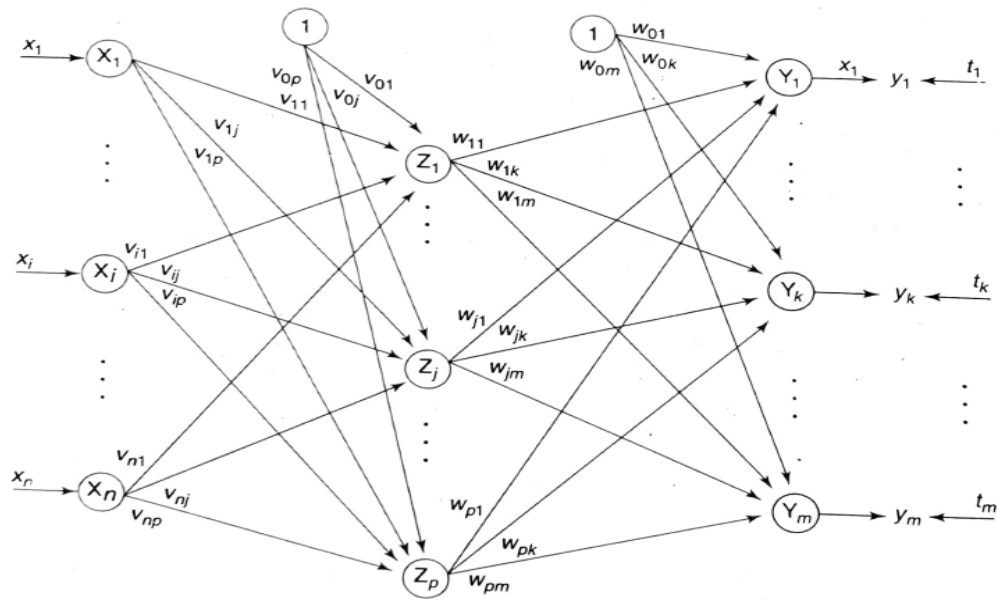 1
1
w01
x1
X1
v0p
v0j
v01
w0m
w0k
Y1
x1
y1
t1
v11
v1j
v1p
w11
Z1
w1k
w1m
xi
Xi
vi1
vij
vip
Yk
yk
tk
wj1
wjk
Zj
wjm
xn
Xn
vn1
vnj
vnp
wp1
Ym
ym
tm
wpk
Zp
wpm